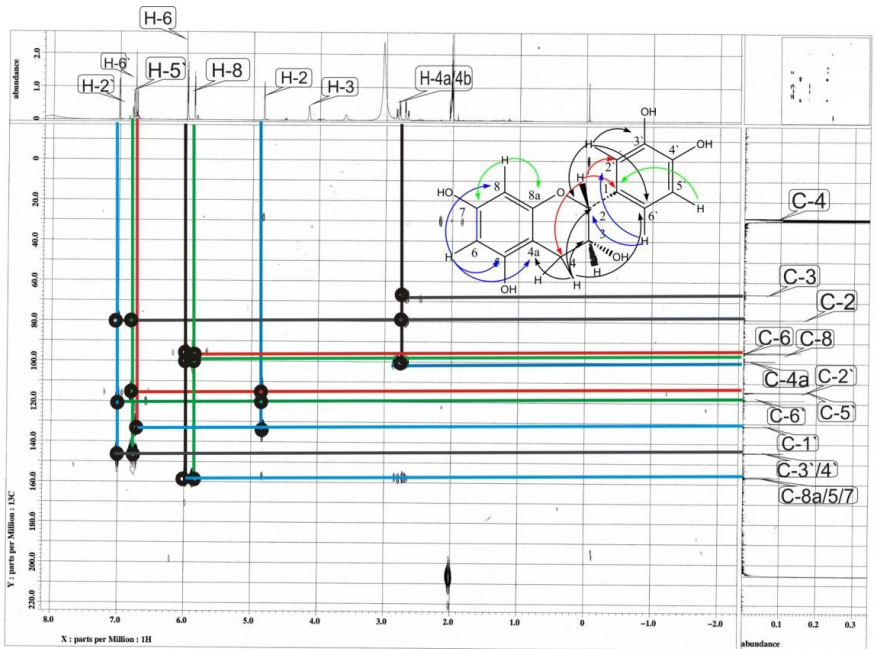 H-6
H-6`
H-2`
H-5`
H-8
H-2
H-3
H-4a/4b
abundance
2.0
1.0
0
OH
3`
4`
OH
H
2`
H
1`
5`
H
6`
H
H
8
8a
O
2
HO
7
6
5
4a
4
3
OH
H
H
H
H
OH
C-4
C-3
C-2
C-6
C-8
C-4a
C-2`
C-6`
C-5`
C-1`
C-3`/4`
C-8a/5/7
Y : parts per Million : 13C
0
20.0
40.0
60.0
80.0
100.0
120.0
140.0
160.0
180.0
200.0
220.0
8.0 7.0 6.0 5.0 4.0 3.0 2.0 1.0 0 -1.0 -2.0
X : parts per Million : 1H
0 0.1 0.2 0.3
abundance